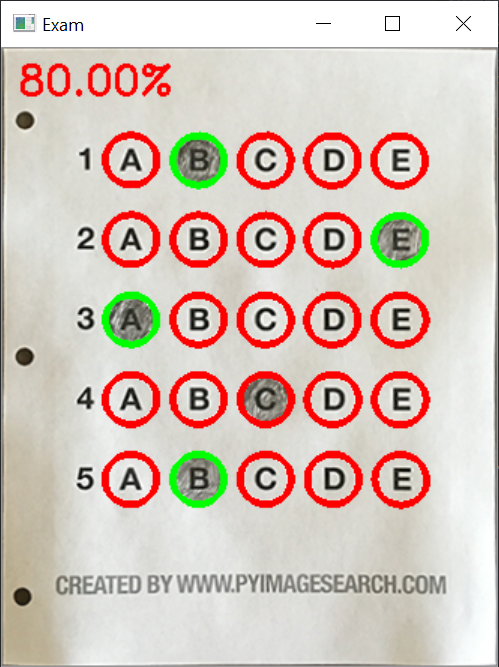 Exam
80.00%
1 A B C D E
2 A B C D E
3 A B C D E
4 A B C D E
5 A B C D E
CREATED BY WWW.PYIMAGESEARCH.COM